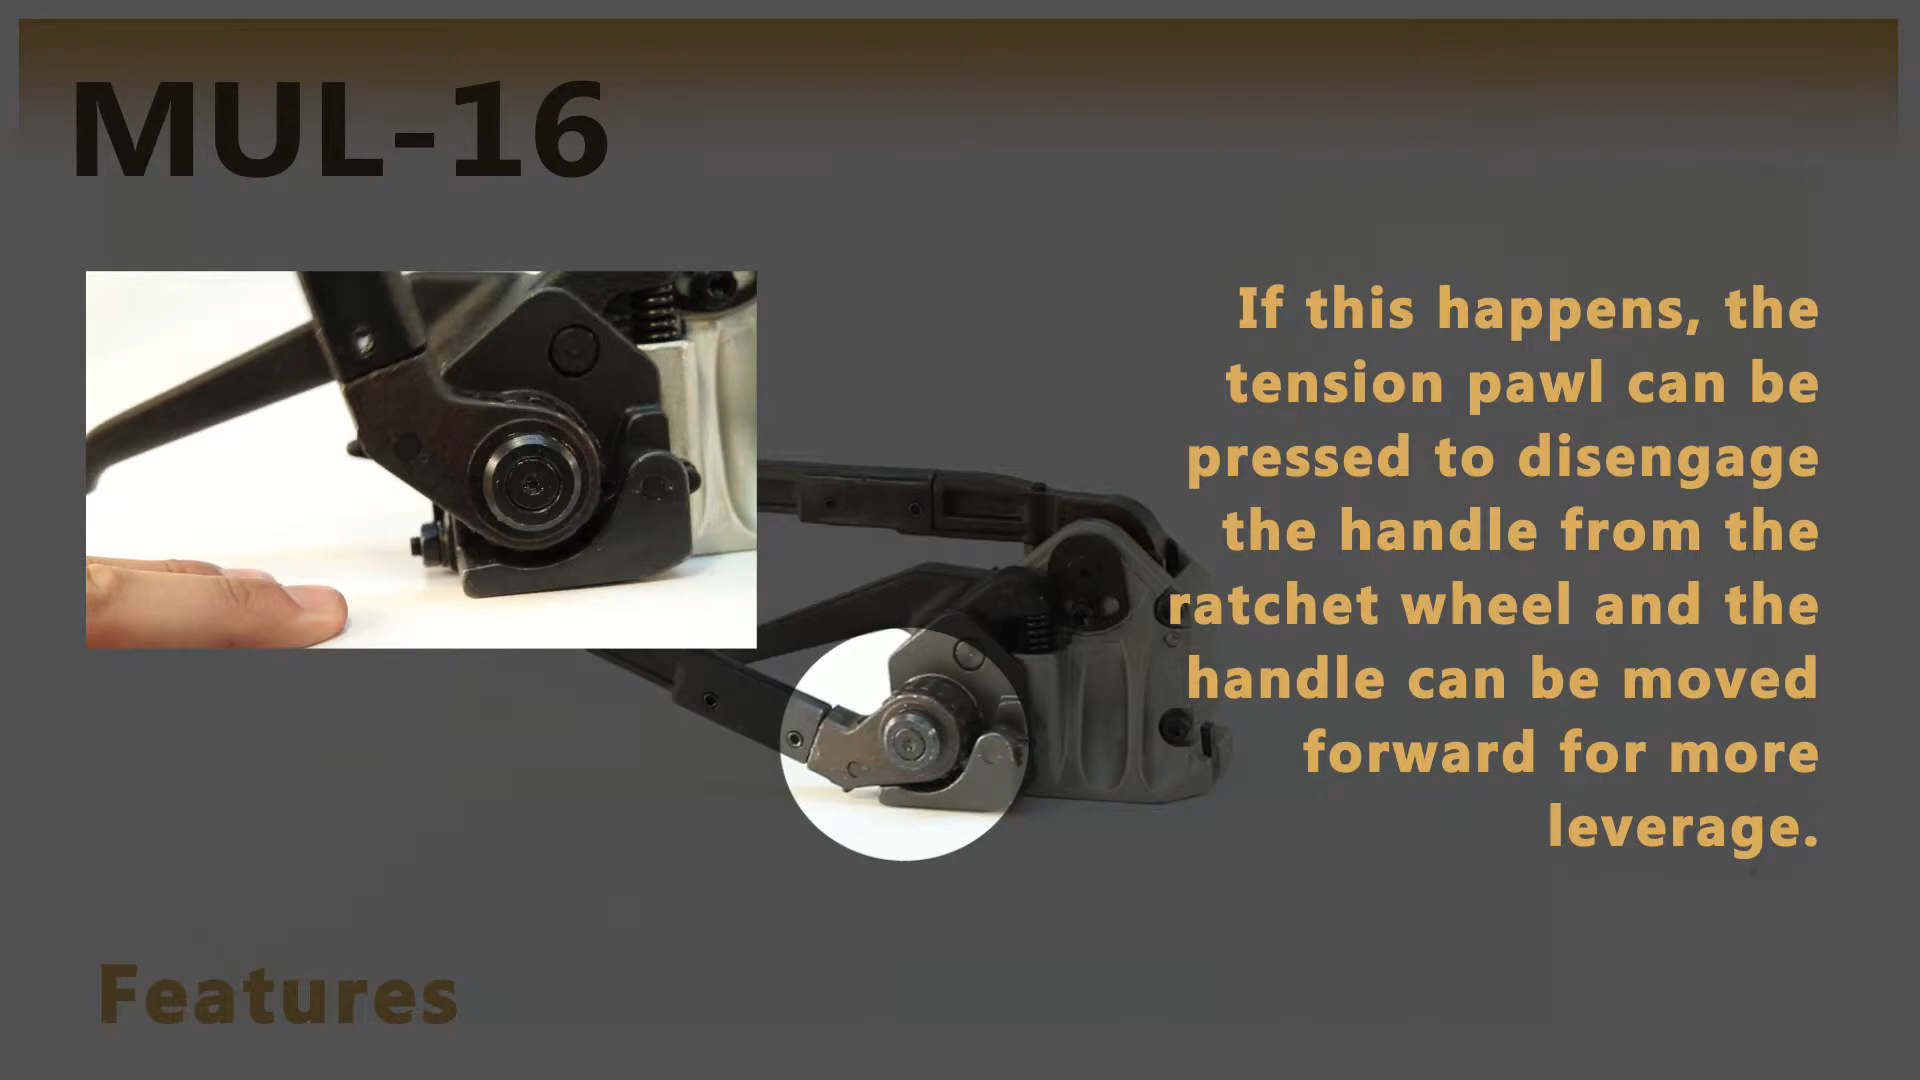 MUL-16
If this happens, the
tension pawl can be
pressed to disengage
the handle from the
ratchet wheel and the
handle can be moved
forward for more
leverage.
Features